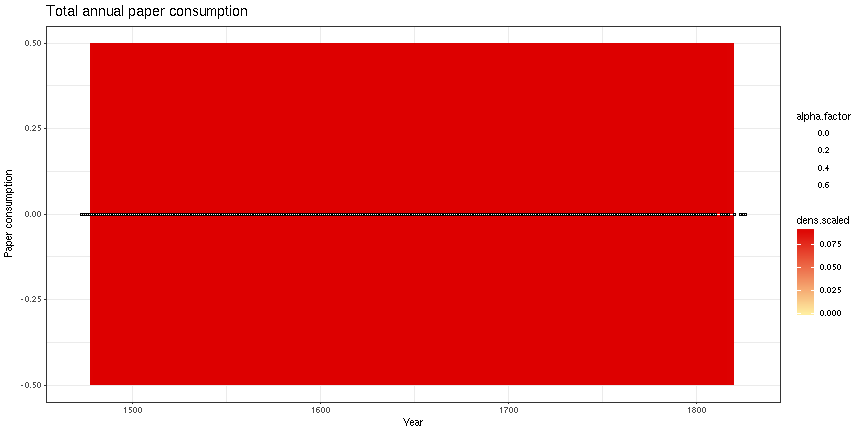 Total annual paper consumption
Paper consumption
0.50
0.25
0.00
-0.25
-0.50
1500 1600 1700 1800
Year
alpha.factor
0.0
0.2
0.4
0.6
dens.scaled
0.075
0.050
0.025
0.000